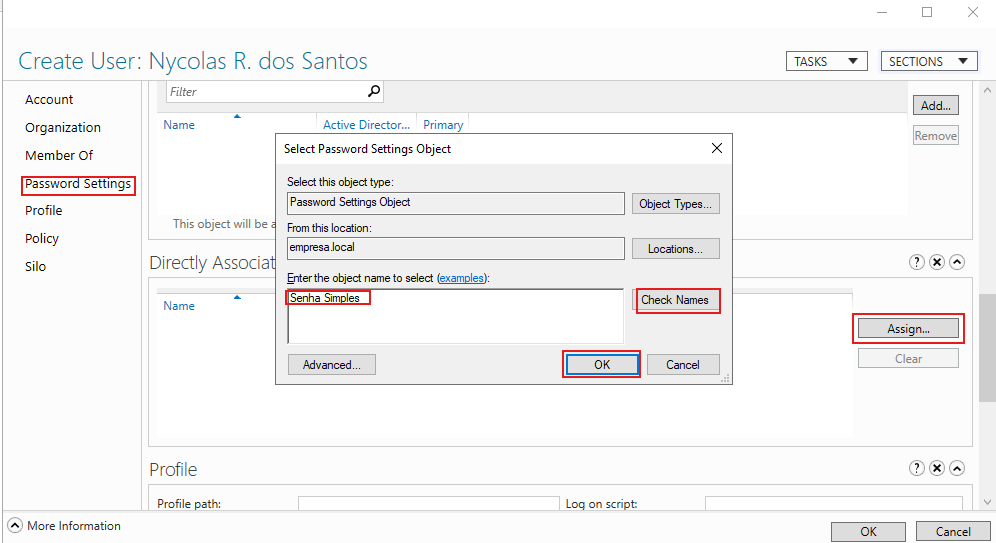 Create User: Nycolas R. dos Santos
TASKS
SECTIONS
Account
Organization
Member Of
Password Settings
Profile
Policy
Silo
Filter
Name
Active Director...
Primary
Add...
Remove
This object will be a
Select Password Settings Object
Select this object type:
Password Settings Object
Object Types...
From this location:
empresa.local
Locations...
Enter the object name to select (examples):
Senha Simples
Check Names
Advanced...
OK
Cancel
Directly Associat
Name
Assign...
Clear
Profile
Profile path:
Log on script:
More Information
OK
Cancel